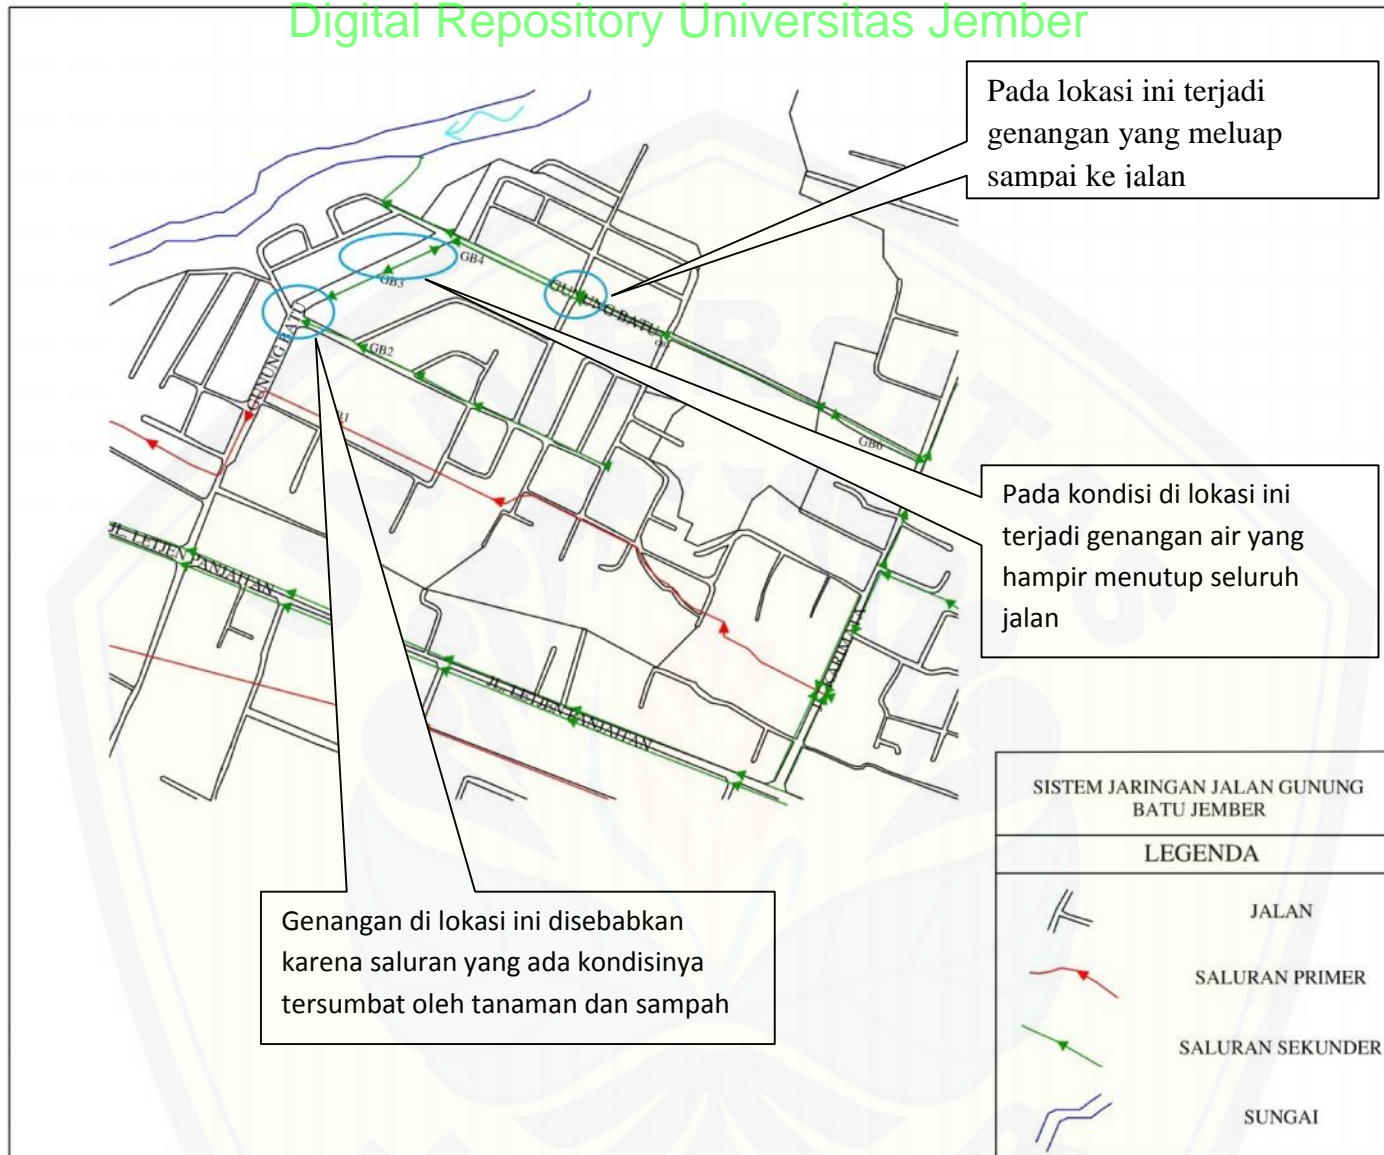 Digital Repository Universitas Jember
Pada lokasi ini terjadi
genangan yang meluap
sampai ke jalan
GB4
GB3
GUNUNG BATU
GUNUNG BATU
GB2
GB6
Pada kondisi di lokasi ini
terjadi genangan air yang
hampir menutup seluruh
jalan
JL. LETJEN PANJAITAN
KARIMATA
JL. LETJEN PANJAITAN
Genangan di lokasi ini disebabkan
karena saluran yang ada kondisinya
tersumbat oleh tanaman dan sampah
SISTEM JARINGAN JALAN GUNUNG
BATU JEMBER
LEGENDA
JALAN
SALURAN PRIMER
SALURAN SEKUNDER
SUNGAI